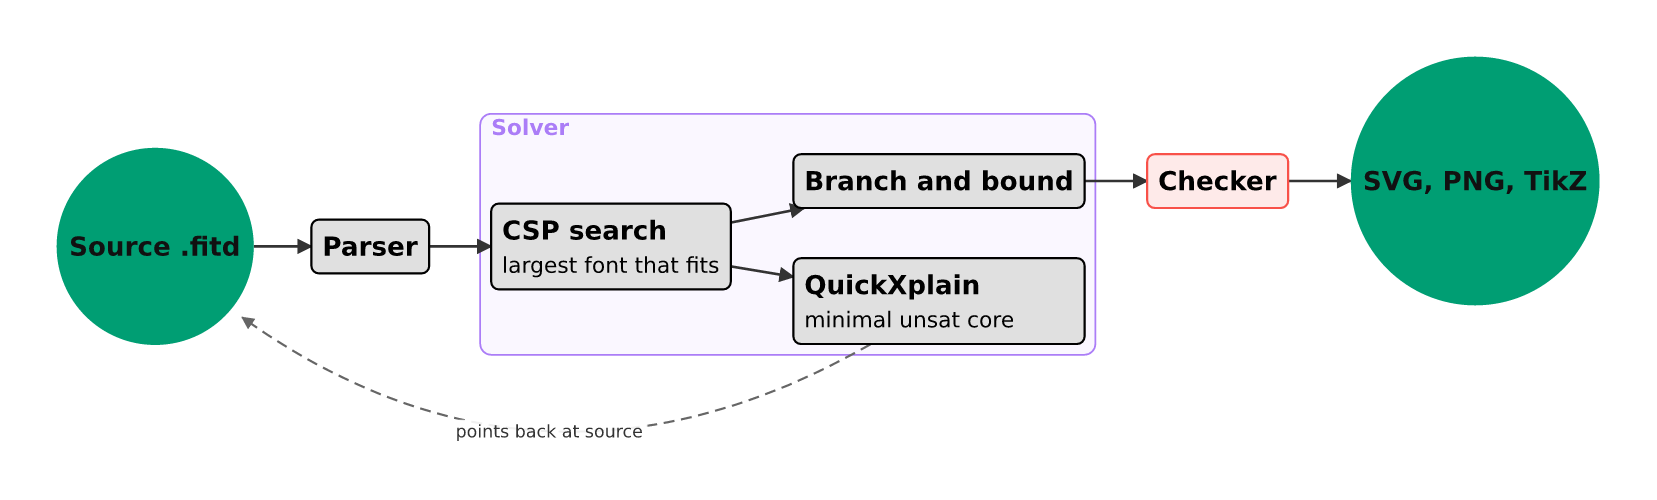 Source .fitd
Parser
Solver
CSP search
largest font that fits
Branch and bound
QuickXplain
minimal unsat core
Checker
SVG, PNG, TikZ
points back at source